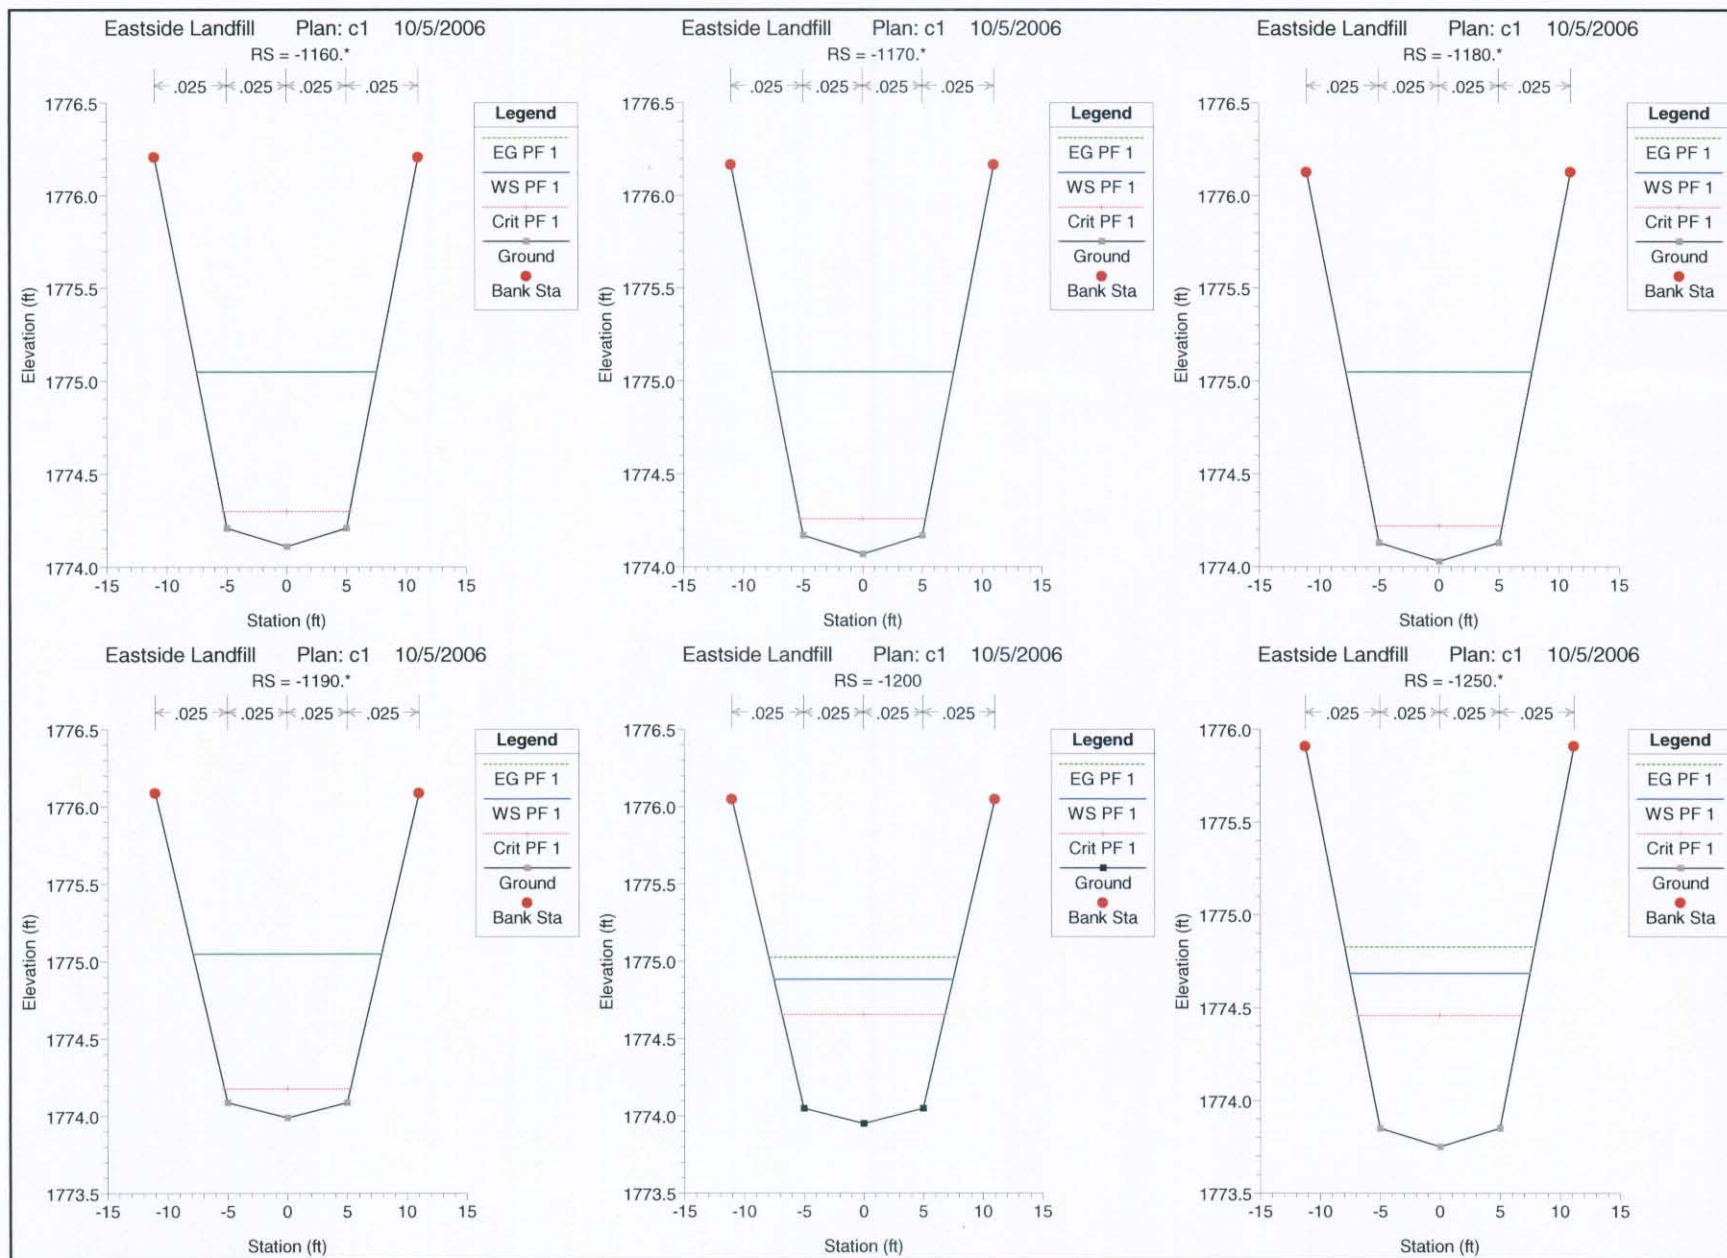 Eastside Landfill Plan: c1 10/5/2006
RS = -1160.*
.025 .025 .025 .025
1776.5
1776.0
1775.5
1775.0
1774.5
1774.0
Elevation (ft)
-15 -10 -5 0 5 10 15
Station (ft)
Legend
EG PF 1
WS PF 1
Crit PF 1
Ground
Bank Sta
Eastside Landfill Plan: c1 10/5/2006
RS = -1170.*
.025 .025 .025 .025
1776.5
1776.0
1775.5
1775.0
1774.5
1774.0
Elevation (ft)
-15 -10 -5 0 5 10 15
Station (ft)
Legend
EG PF 1
WS PF 1
Crit PF 1
Ground
Bank Sta
Eastside Landfill Plan: c1 10/5/2006
RS = -1180.*
.025 .025 .025 .025
1776.5
1776.0
1775.5
1775.0
1774.5
1774.0
Elevation (ft)
-15 -10 -5 0 5 10 15
Station (ft)
Legend
EG PF 1
WS PF 1
Crit PF 1
Ground
Bank Sta
Eastside Landfill Plan: c1 10/5/2006
RS = -1190.*
.025 .025 .025 .025
1776.5
1776.0
1775.5
1775.0
1774.5
1774.0
1773.5
Elevation (ft)
-15 -10 -5 0 5 10 15
Station (ft)
Legend
EG PF 1
WS PF 1
Crit PF 1
Ground
Bank Sta
Eastside Landfill Plan: c1 10/5/2006
RS = -1200
.025 .025 .025 .025
1776.5
1776.0
1775.5
1775.0
1774.5
1774.0
1773.5
Elevation (ft)
-15 -10 -5 0 5 10 15
Station (ft)
Legend
EG PF 1
WS PF 1
Crit PF 1
Ground
Bank Sta
Eastside Landfill Plan: c1 10/5/2006
RS = -1250.*
.025 .025 .025 .025
1776.0
1775.5
1775.0
1774.5
1774.0
1773.5
Elevation (ft)
-15 -10 -5 0 5 10 15
Station (ft)
Legend
EG PF 1
WS PF 1
Crit PF 1
Ground
Bank Sta